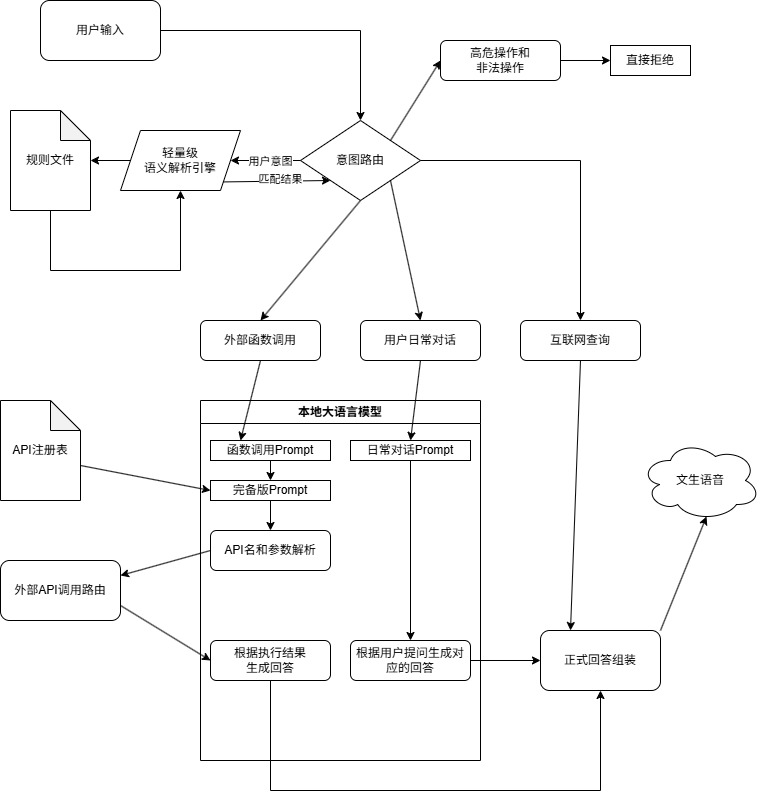 用户输入
高危操作和
非法操作
直接拒绝
规则文件
轻量级
语义解析引擎
用户意图
匹配结果
意图路由
外部函数调用
用户日常对话
互联网查询
本地大语言模型
API注册表
函数调用Prompt
日常对话Prompt
完备版Prompt
文生语音
API名和参数解析
外部API调用路由
根据执行结果
生成回答
根据用户提问生成对
应的回答
正式回答组装